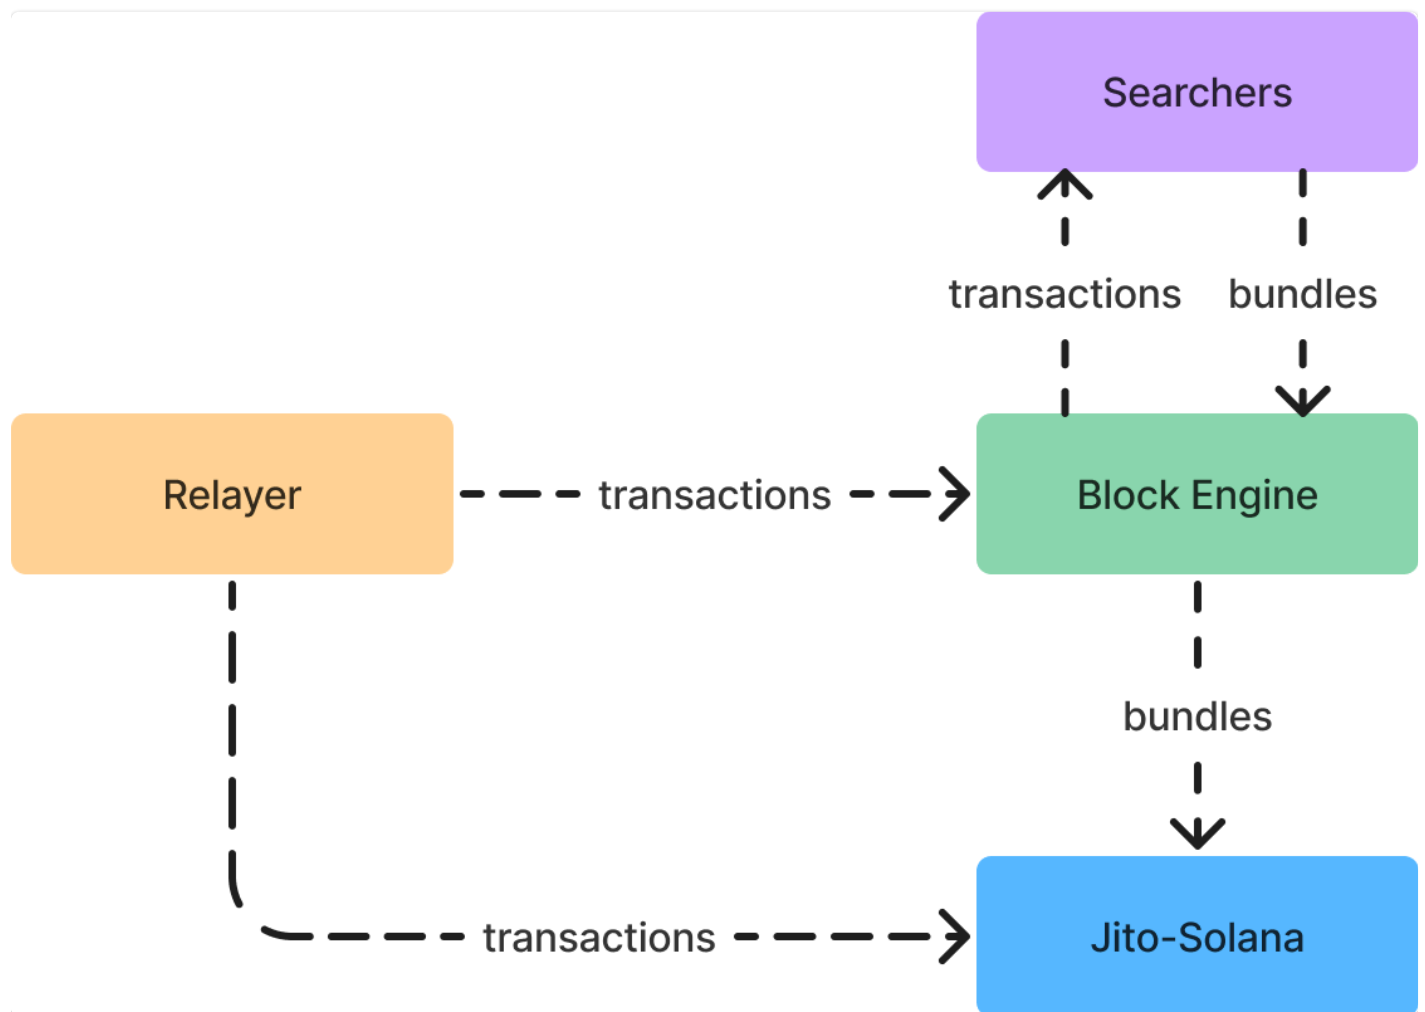 Searchers
transactions
bundles
Relayer
transactions
Block Engine
bundles
transactions
Jito-Solana